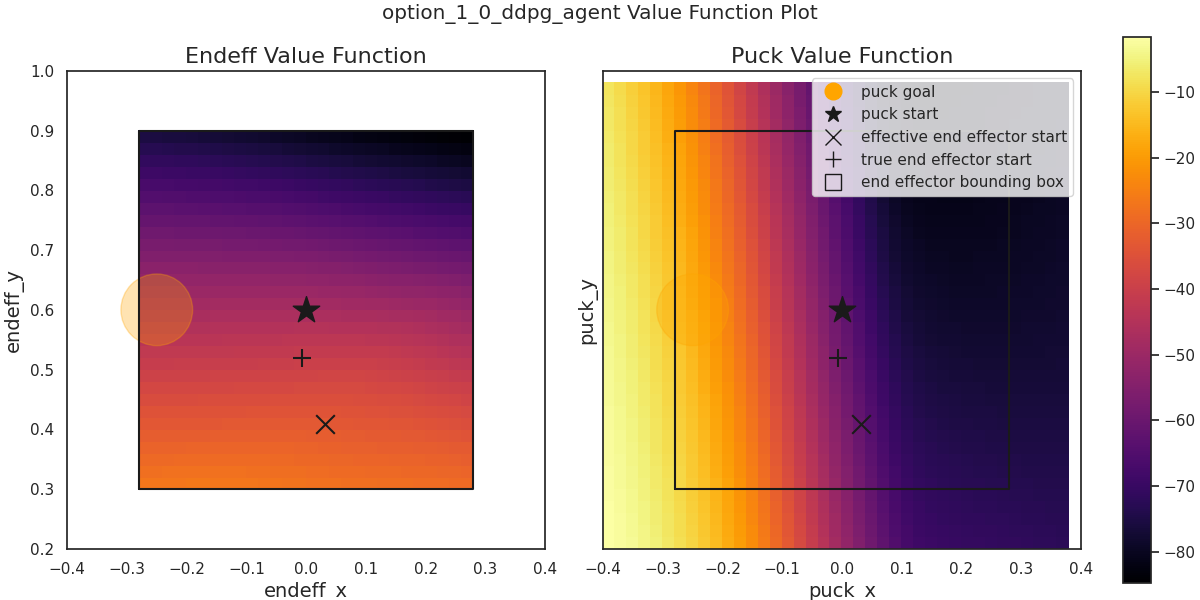 option_1_0_ddpg_agent Value Function Plot
Endeff Value Function
1.0
0.9
0.8
0.7
0.6
0.5
0.4
0.3
0.2
endeff_y
−0.4 −0.3 −0.2 −0.1 0.0 0.1 0.2 0.3 0.4
endeff_x
Puck Value Function
puck goal
puck start
effective end effector start
true end effector start
end effector bounding box
puck_y
−0.4 −0.3 −0.2 −0.1 0.0 0.1 0.2 0.3 0.4
puck_x
−10
−20
−30
−40
−50
−60
−70
−80